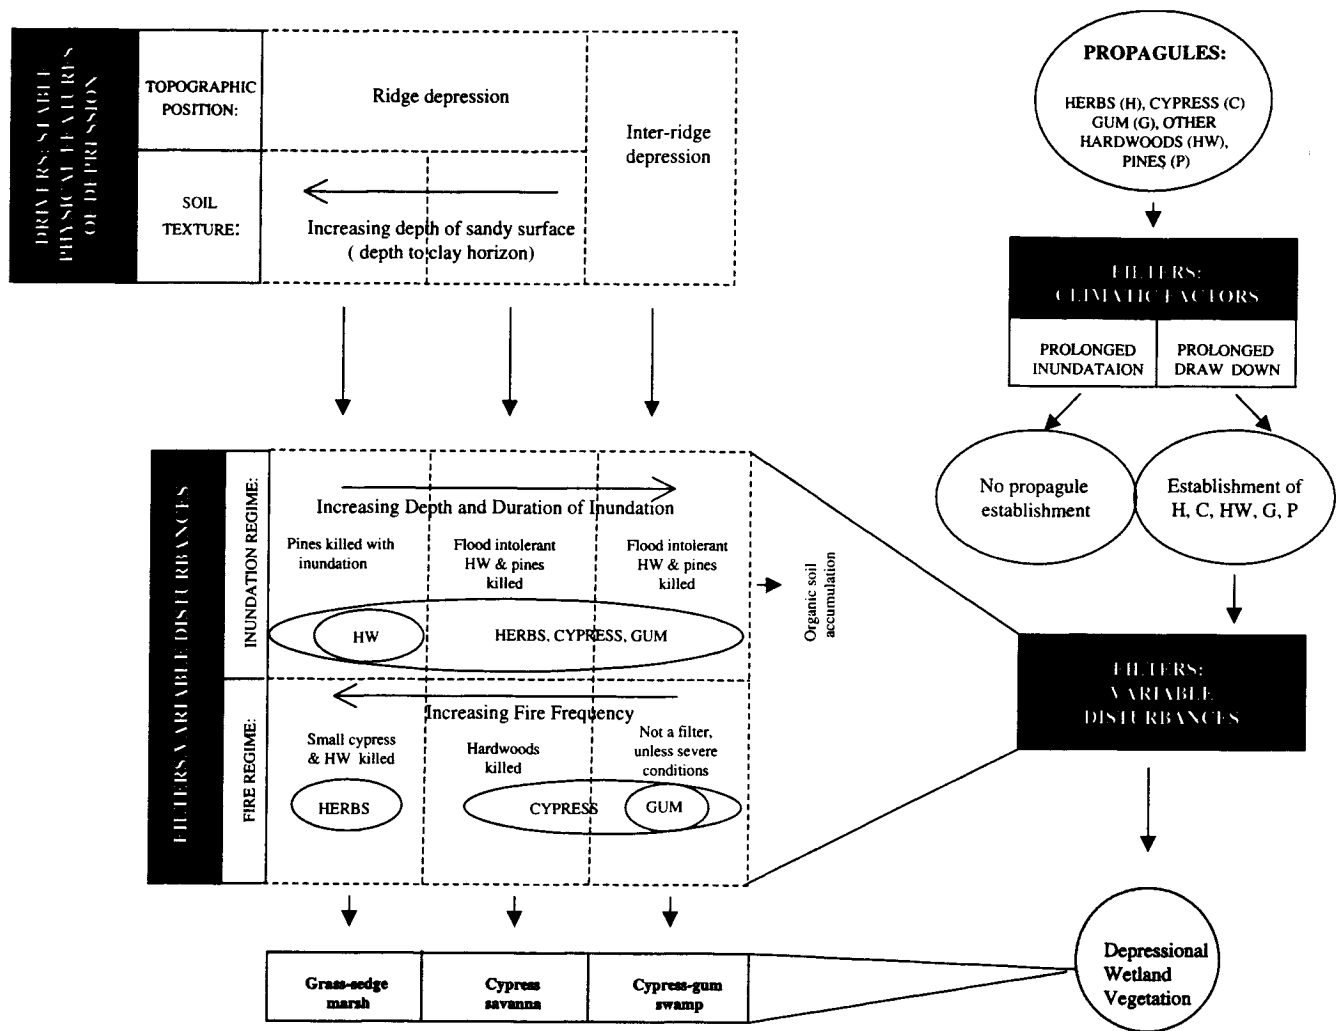 DRIVERS: STABLE
PHYSICAL FEATURES
OF DEPRESSION
TOPOGRAPHIC
POSITION:
Ridge depression
Inter-ridge
depression
SOIL
TEXTURE:
Increasing depth of sandy surface
( depth to clay horizon)
PROPAGULES:
HERBS (H), CYPRESS (C)
GUM (G), OTHER
HARDWOODS (HW),
PINES (P)
FILTERS:
CLIMATIC FACTORS
PROLONGED
INUNDATAION
PROLONGED
DRAW DOWN
No propagule
establishment
Establishment of
H, C, HW, G, P
FILTERS:
VARIABLE
DISTURBANCES
FILTERS:VARIABLE DISTURBANCES
INUNDATION REGIME:
Increasing Depth and Duration of Inundation
Pines killed with
inundation
Flood intolerant
HW & pines
killed
Flood intolerant
HW & pines
killed
Organic soil
accumulation
HW
HERBS, CYPRESS, GUM
FIRE REGIME:
Increasing Fire Frequency
Small cypress
& HW killed
Hardwoods
killed
Not a filter,
unless severe
conditions
HERBS
CYPRESS
GUM
Grass-sedge
marsh
Cypress
savanna
Cypress-gum
swamp
Depressional
Wetland
Vegetation